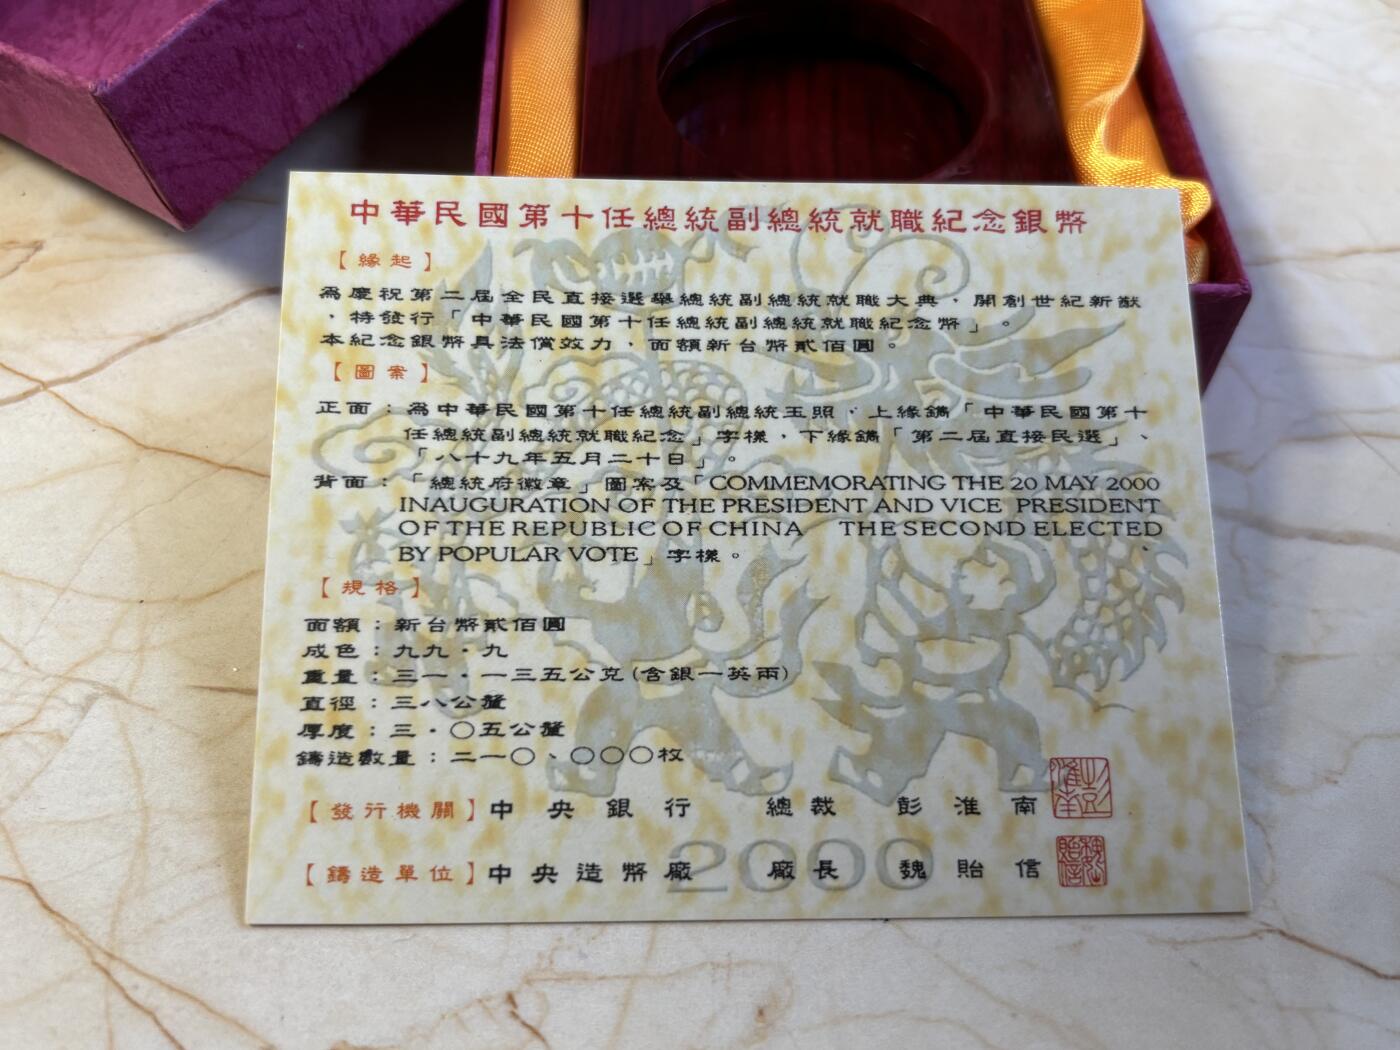 中華民國第十任總統副總統就職紀念銀幣
【緣起】
為慶祝第二屆全民直接選舉總統副總統就職大典，開創世紀新猷
，特發行「中華民國第十任總統副總統就職紀念幣」。
本紀念銀幣具法償效力，面額新台幣貳佰圓。
【圖案】
正面：為中華民國第十任總統副總統玉照，上緣鐫「中華民國第十
任總統副總統就職紀念」字樣，下緣鐫「第二屆直接民選」、
「八十九年五月二十日」。
背面：「總統府徽章」圖案及「COMMEMORATING THE 20 MAY 2000
INAUGURATION OF THE PRESIDENT AND VICE PRESIDENT
OF THE REPUBLIC OF CHINA THE SECOND ELECTED
BY POPULAR VOTE」字樣。
【規格】
面額：新台幣貳佰圓
成色：九九・九
重量：三一・一三五公克(含銀一英兩)
直徑：三八公釐
厚度：三・〇五公釐
鑄造數量：二一〇、〇〇〇枚
【發行機關】中央銀行 總裁 彭淮南
【鑄造單位】中央造幣廠 廠長 魏貽信
2000